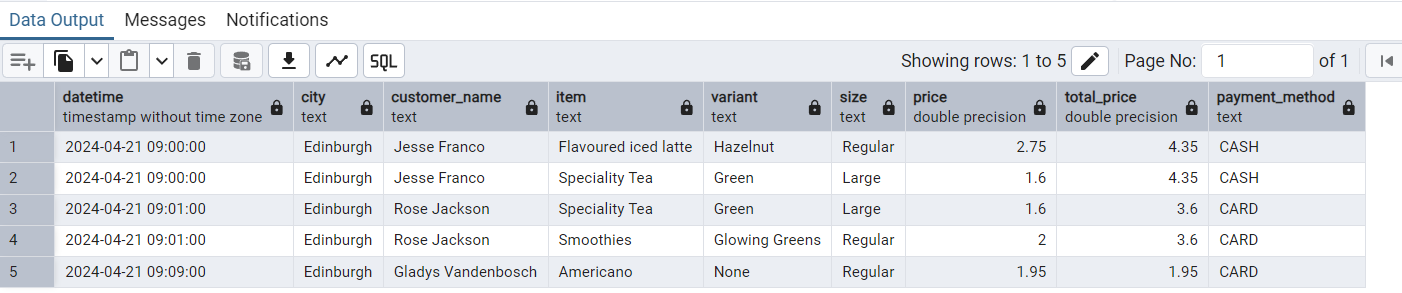 Data Output Messages Notifications
SQL Showing rows: 1 to 5 Page No: 1 of 1
datetime city customer_name item variant size price total_price payment_method
timestamp without time zone text text text text text double precision double precision text
1 2024-04-21 09:00:00 Edinburgh Jesse Franco Flavoured iced latte Hazelnut Regular 2.75 4.35 CASH
2 2024-04-21 09:00:00 Edinburgh Jesse Franco Speciality Tea Green Large 1.6 4.35 CASH
3 2024-04-21 09:01:00 Edinburgh Rose Jackson Speciality Tea Green Large 1.6 3.6 CARD
4 2024-04-21 09:01:00 Edinburgh Rose Jackson Smoothies Glowing Greens Regular 2 3.6 CARD
5 2024-04-21 09:09:00 Edinburgh Gladys Vandenbosch Americano None Regular 1.95 1.95 CARD